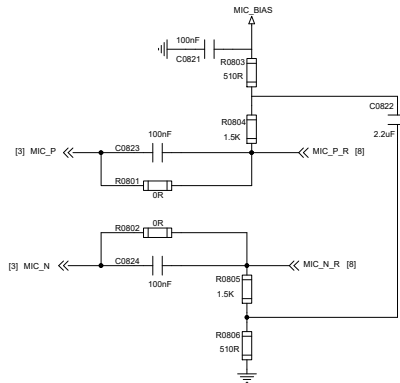 MIC_BIAS
100nF
C0821
R0803
510R
C0822
2.2uF
R0804
1.5K
C0823
100nF
[3] MIC_P
MIC_P_R [8]
R0801
0R
R0802
0R
[3] MIC_N
C0824
100nF
MIC_N_R [8]
R0805
1.5K
R0806
510R